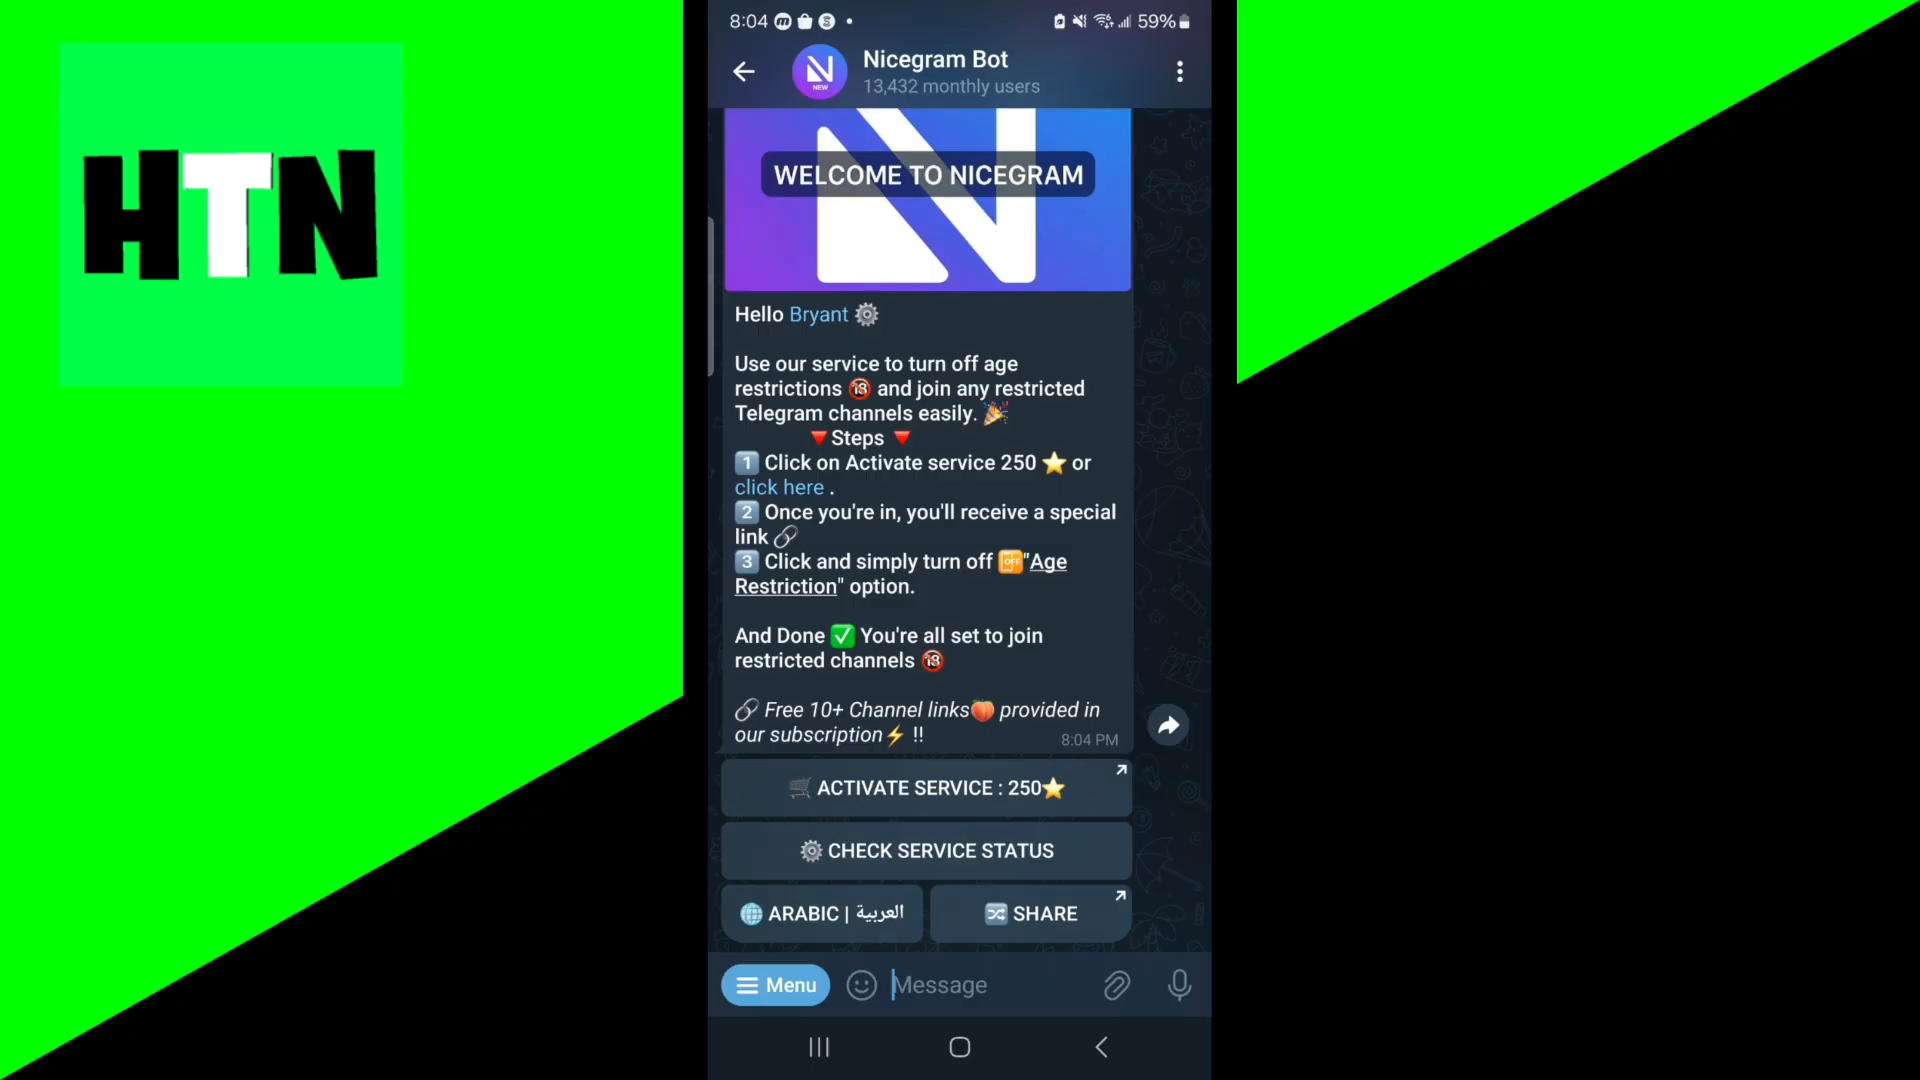 HTN
8:04
59%
Nicegram Bot
13,432 monthly users
NEW
WELCOME TO NICEGRAM
Hello Bryant ⚙️
Use our service to turn off age
restrictions 🔞 and join any restricted
Telegram channels easily. 🎉
🔻Steps 🔻
1️⃣ Click on Activate service 250 ⭐ or
click here .
2️⃣ Once you're in, you'll receive a special
link 🔗
3️⃣ Click and simply turn off 📴"Age
Restriction" option.
And Done ✅ You're all set to join
restricted channels 🔞
🔗 Free 10+ Channel links🍑 provided in
our subscription⚡ !!
8:04 PM
🛒 ACTIVATE SERVICE : 250⭐
⚙️ CHECK SERVICE STATUS
🌐 ARABIC | العربية
🔀 SHARE
Menu
Message